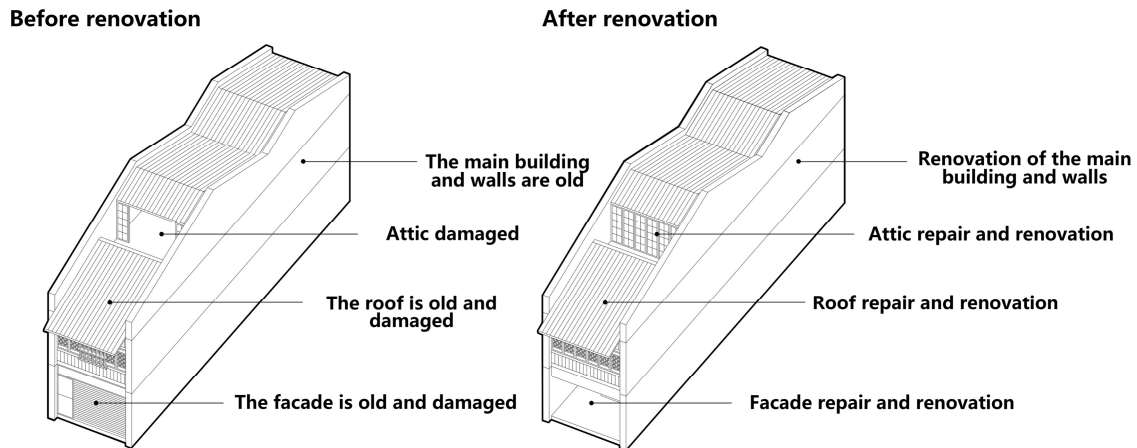 Before renovation
The main building
and walls are old
Attic damaged
The roof is old and
damaged
The facade is old and damaged
After renovation
Renovation of the main
building and walls
Attic repair and renovation
Roof repair and renovation
Facade repair and renovation